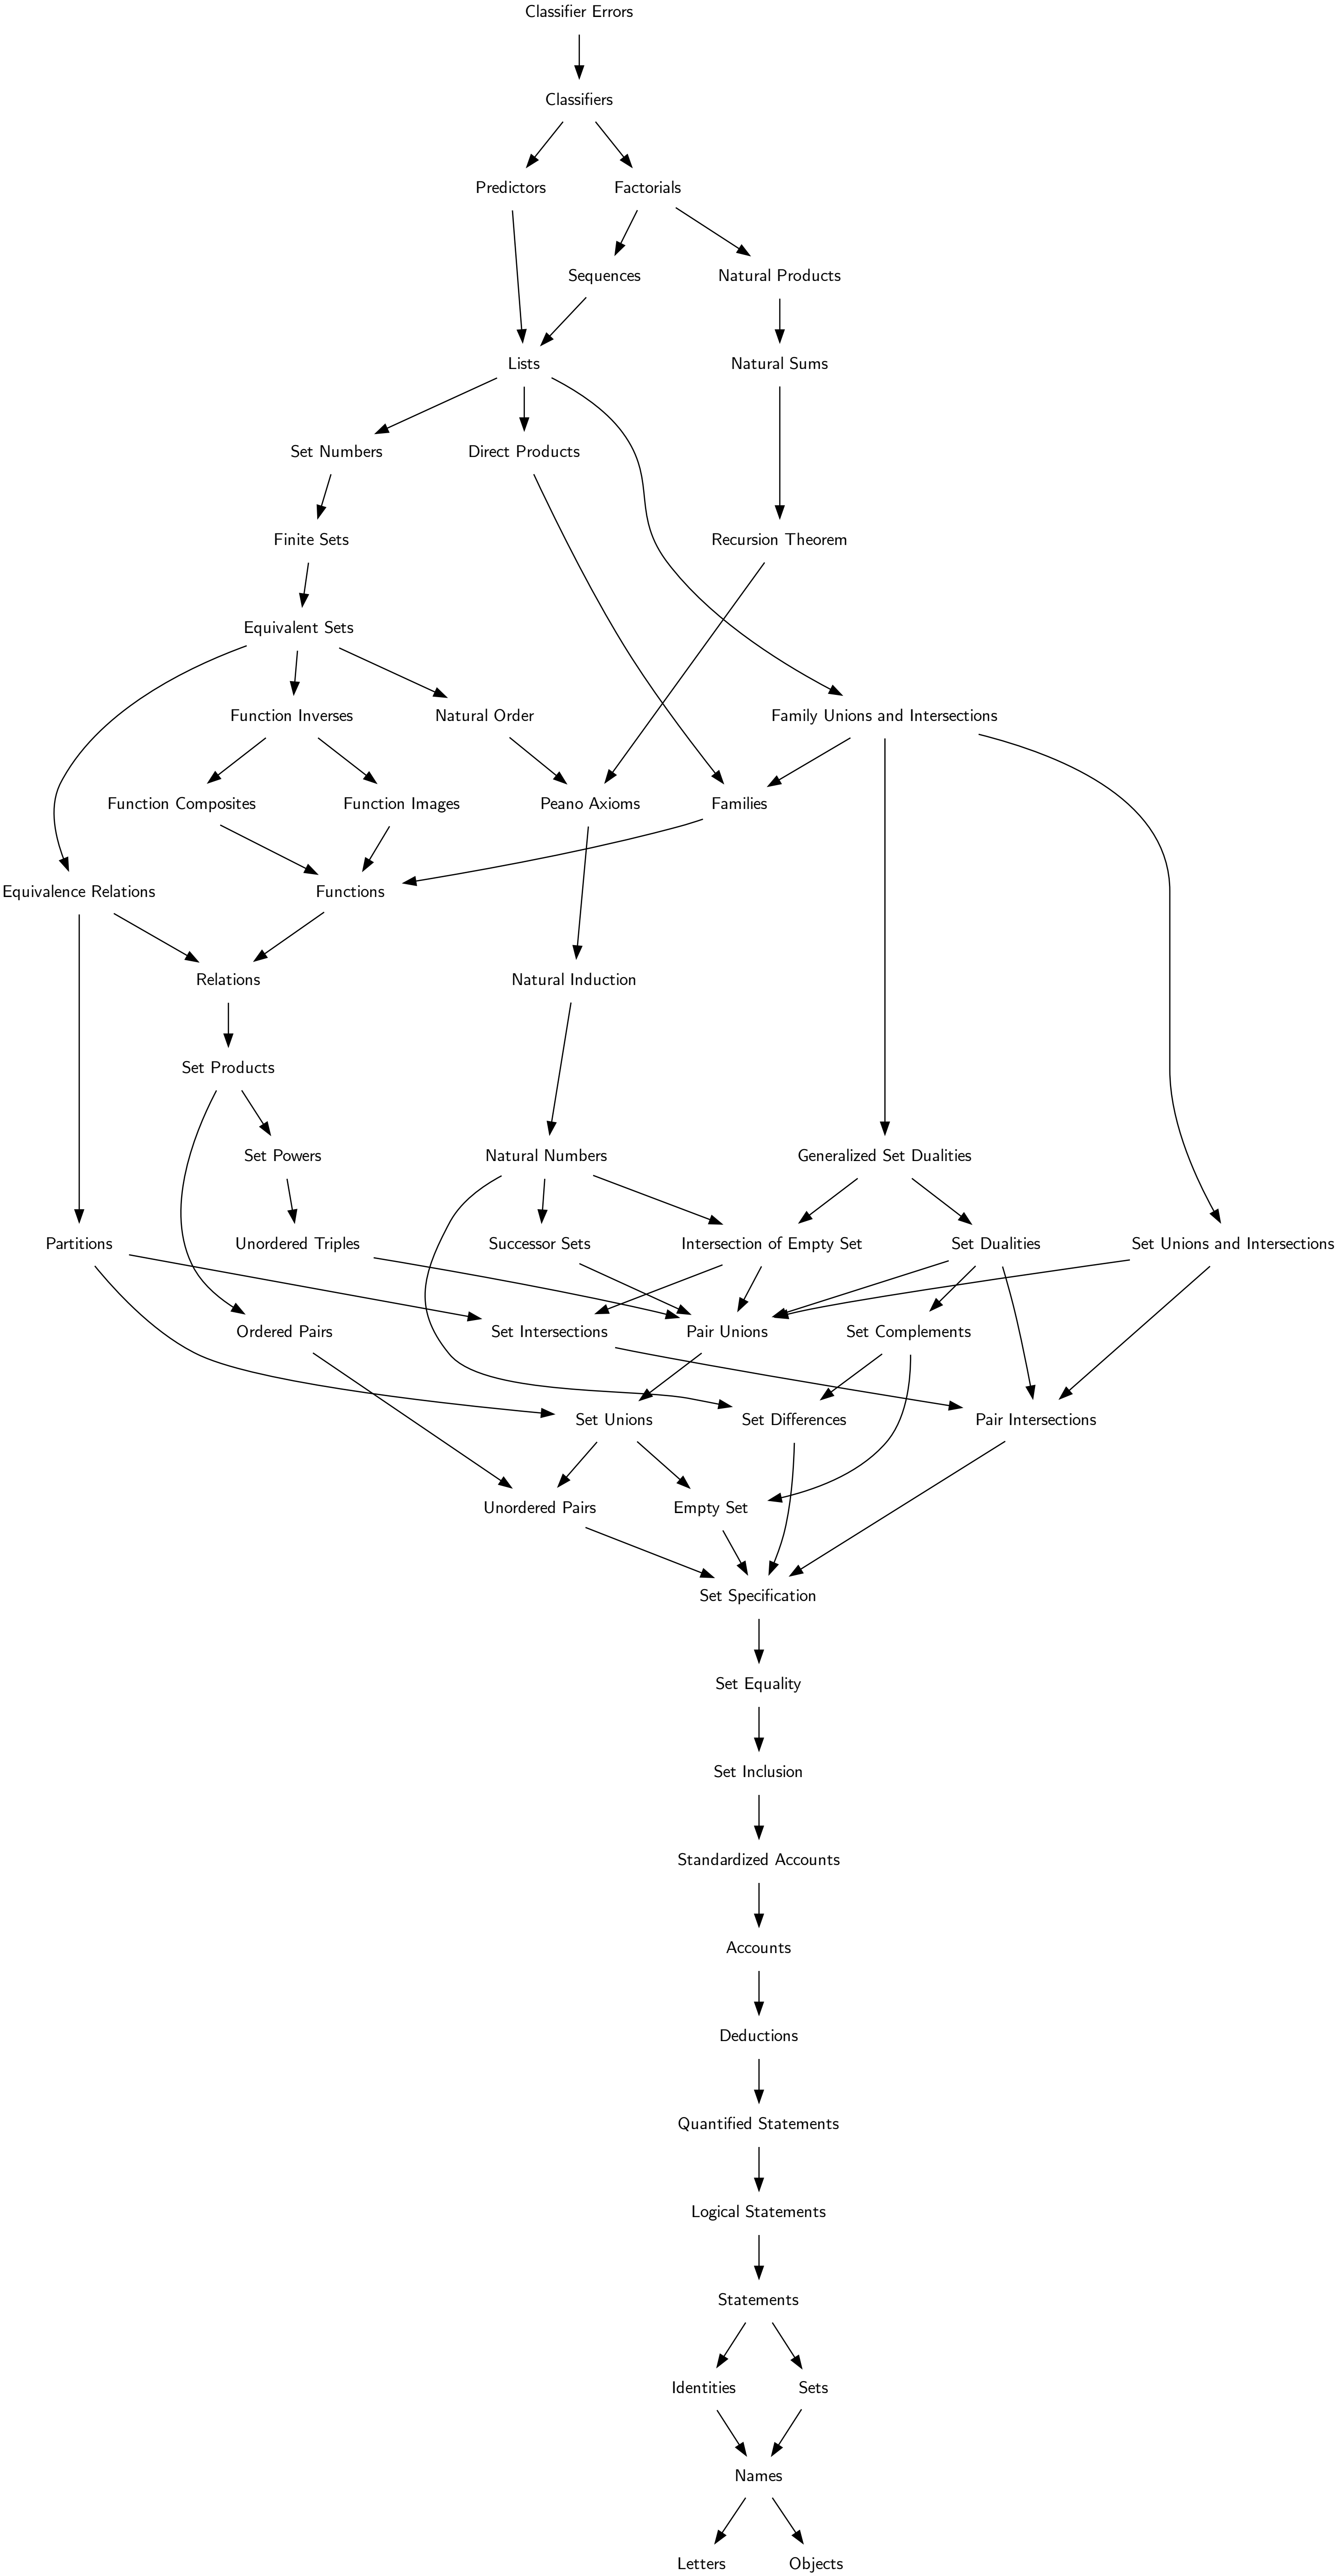 Classifier Errors
Classifiers
Predictors
Factorials
Sequences
Natural Products
Lists
Natural Sums
Set Numbers
Direct Products
Finite Sets
Recursion Theorem
Equivalent Sets
Function Inverses
Natural Order
Family Unions and Intersections
Function Composites
Function Images
Peano Axioms
Families
Equivalence Relations
Functions
Relations
Natural Induction
Set Products
Set Powers
Natural Numbers
Generalized Set Dualities
Partitions
Unordered Triples
Successor Sets
Intersection of Empty Set
Set Dualities
Set Unions and Intersections
Ordered Pairs
Set Intersections
Pair Unions
Set Complements
Set Unions
Set Differences
Pair Intersections
Unordered Pairs
Empty Set
Set Specification
Set Equality
Set Inclusion
Standardized Accounts
Accounts
Deductions
Quantified Statements
Logical Statements
Statements
Identities
Sets
Names
Letters
Objects